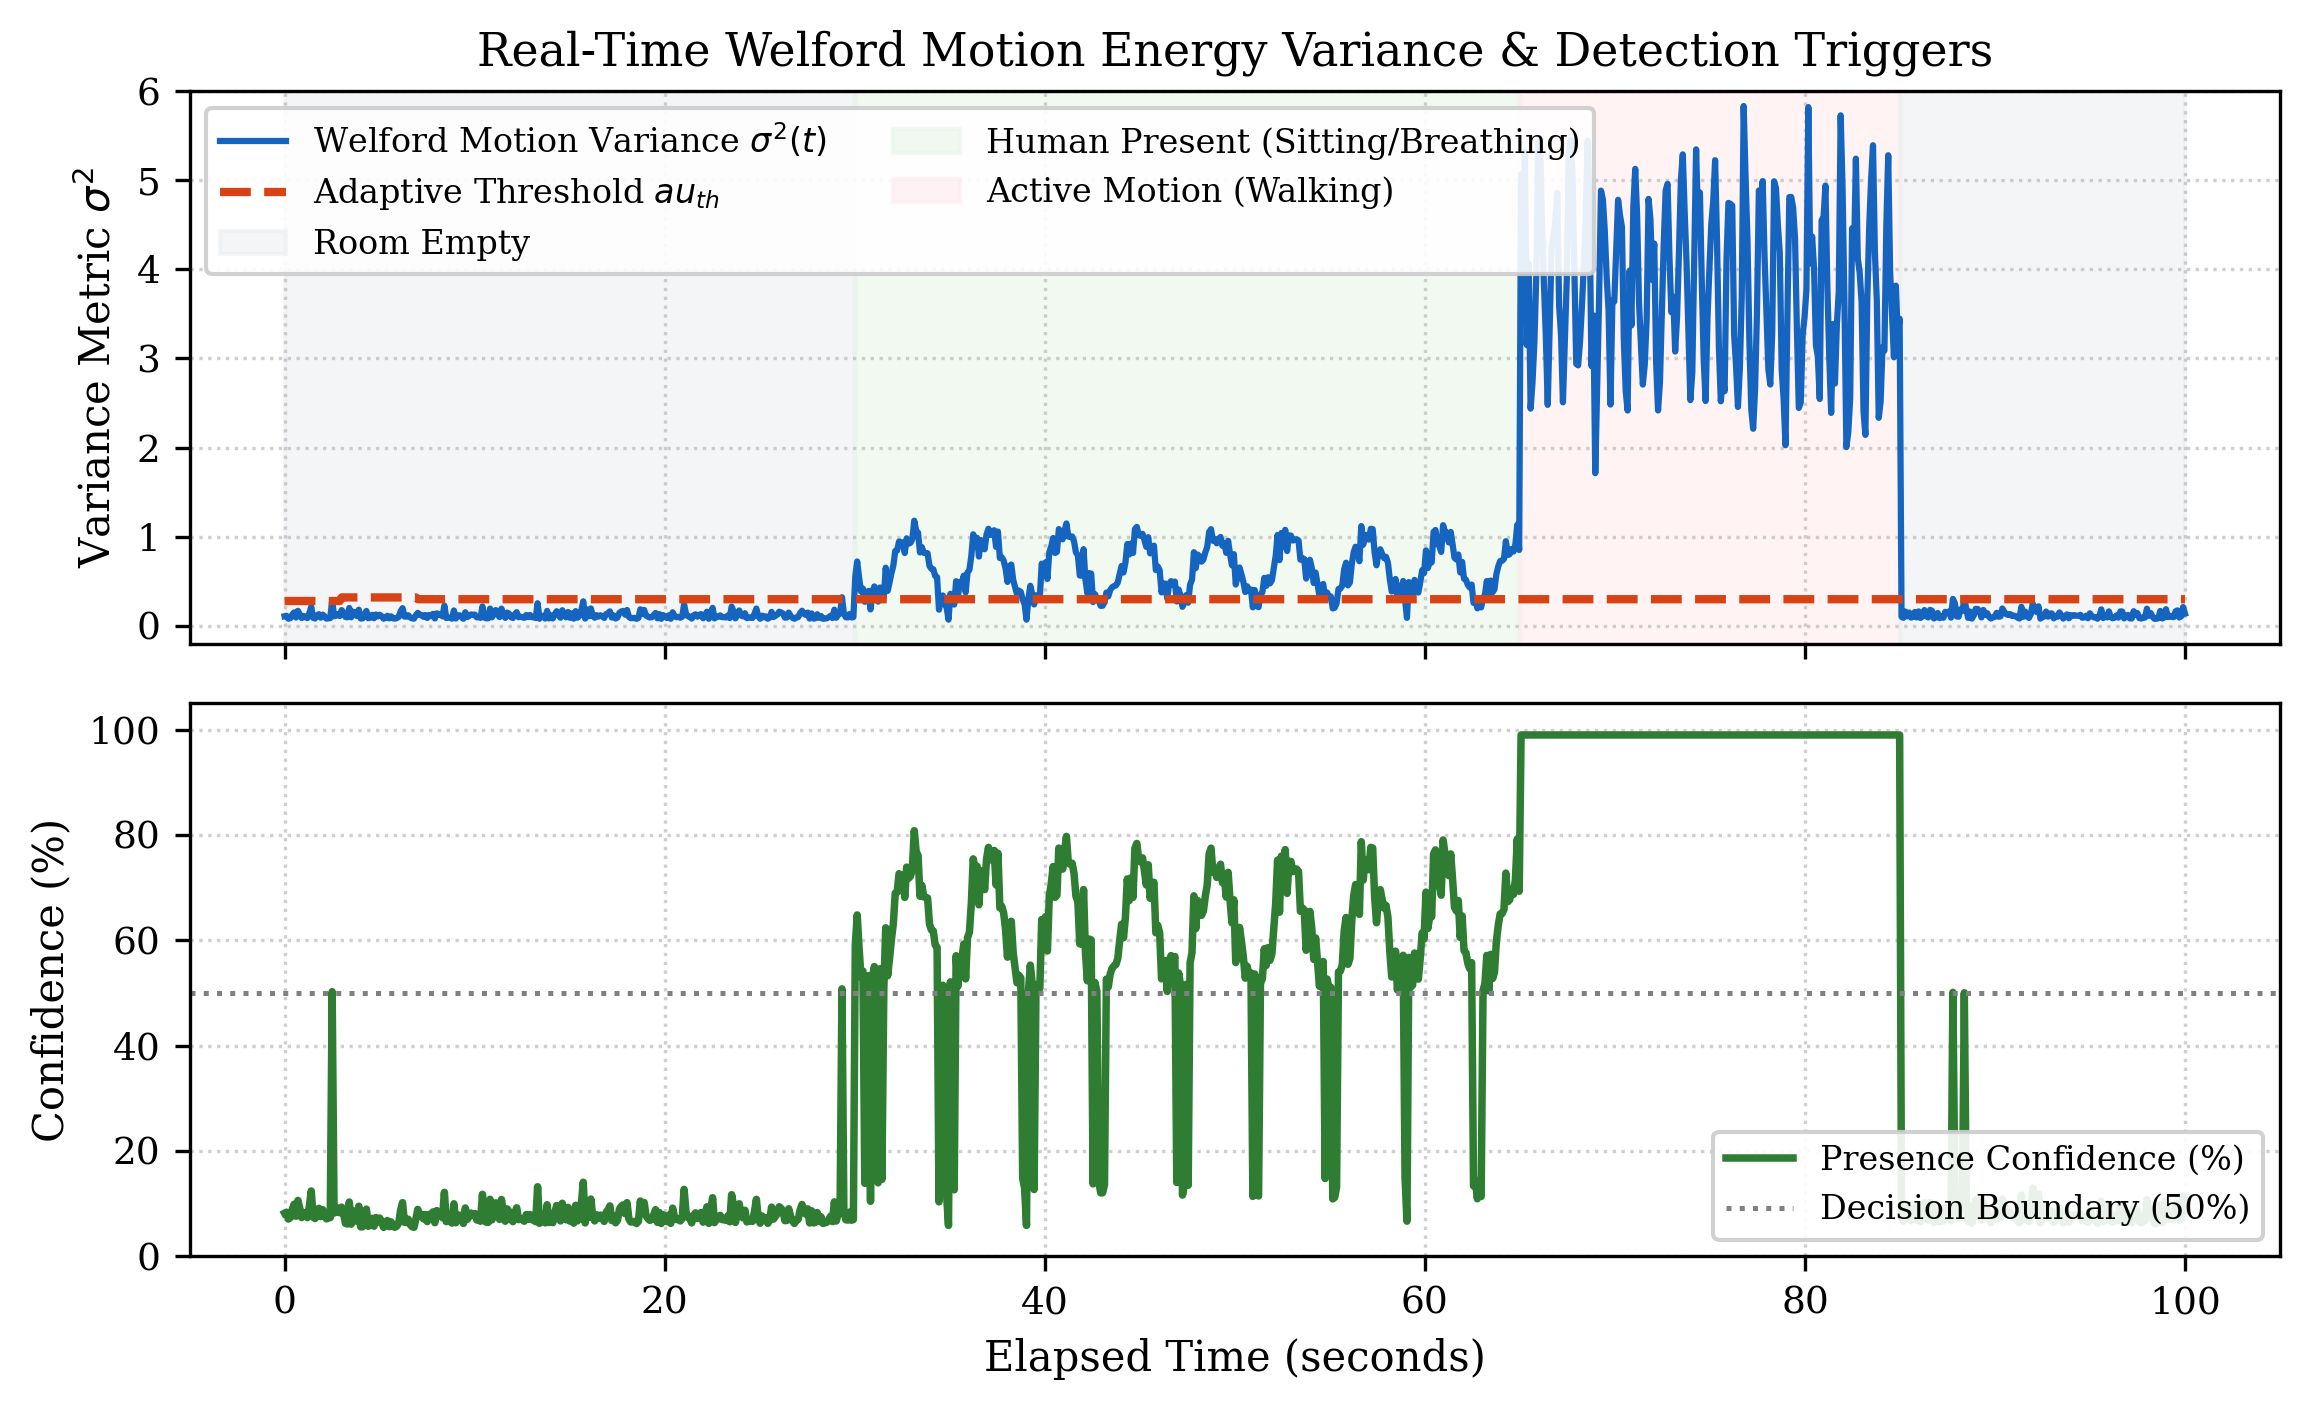 Real-Time Welford Motion Energy Variance & Detection Triggers
Variance Metric σ²
6
5
4
3
2
1
0
Welford Motion Variance σ²(t)
Adaptive Threshold au_th
Room Empty
Human Present (Sitting/Breathing)
Active Motion (Walking)
Confidence (%)
100
80
60
40
20
0
Presence Confidence (%)
Decision Boundary (50%)
0 20 40 60 80 100
Elapsed Time (seconds)